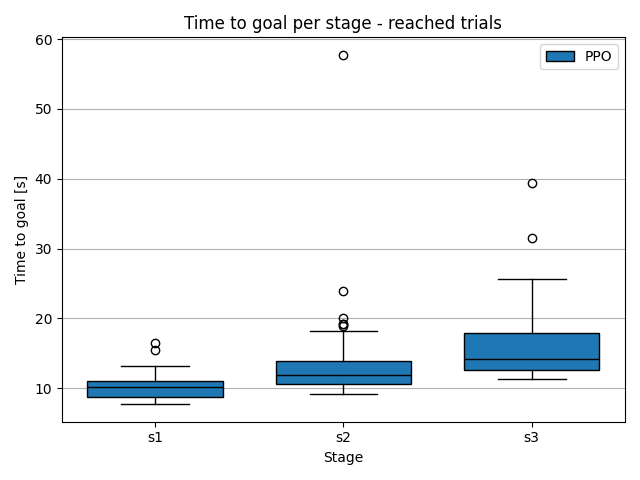 Time to goal per stage - reached trials
PPO
60
50
40
30
20
10
Time to goal [s]
s1 s2 s3
Stage